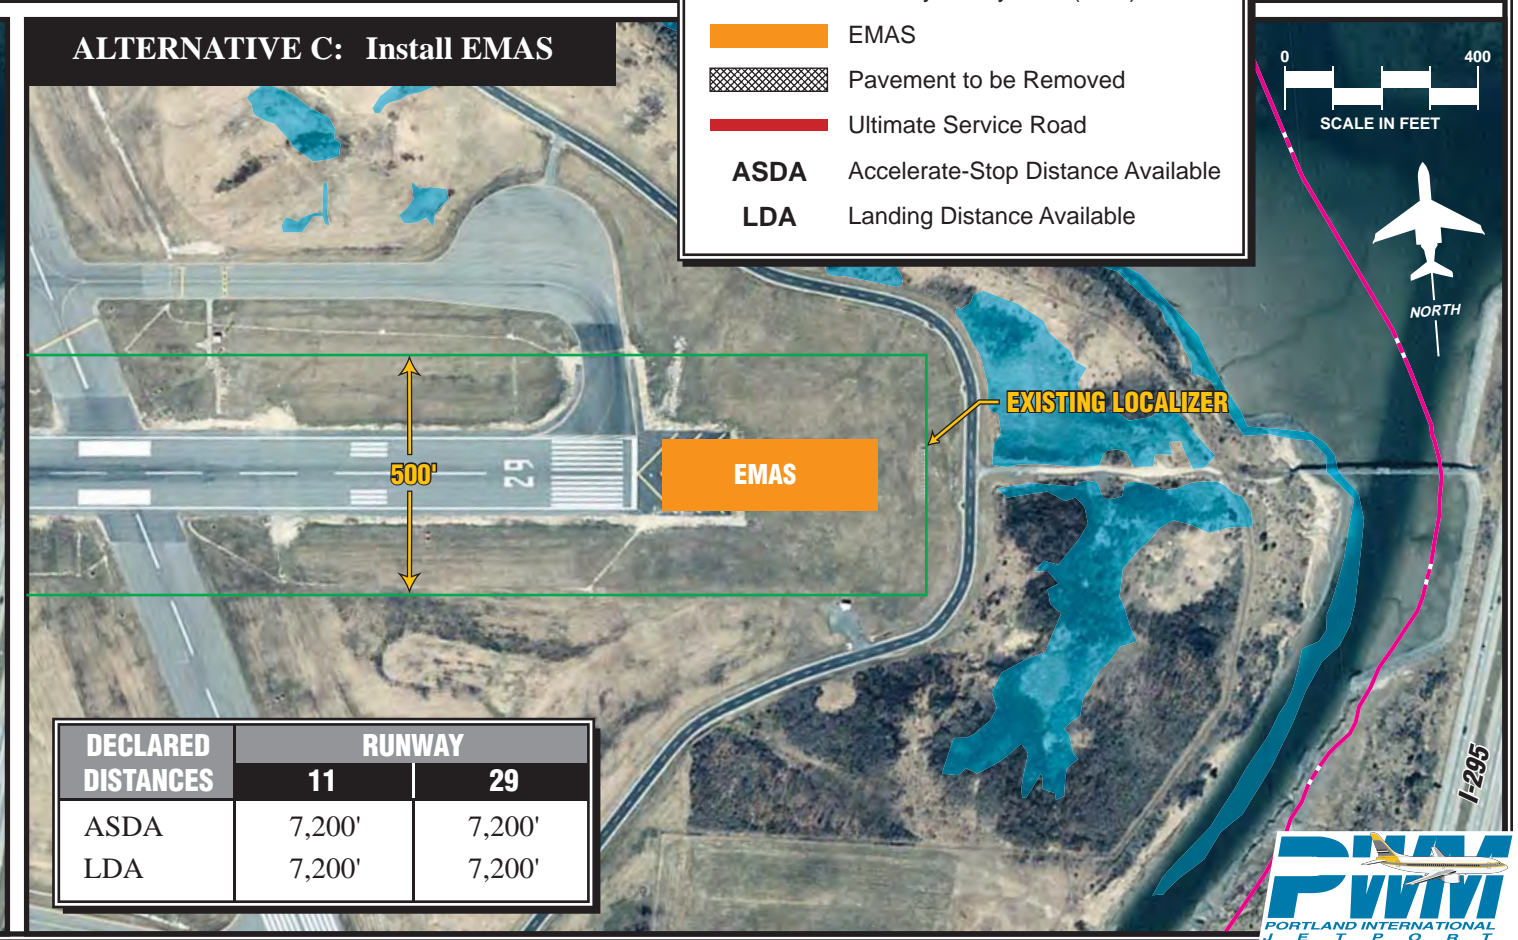 ALTERNATIVE C: Install EMAS
EMAS
Pavement to be Removed
Ultimate Service Road
ASDA Accelerate-Stop Distance Available
LDA Landing Distance Available
0 400
SCALE IN FEET
NORTH
EXISTING LOCALIZER
500'
29
EMAS
I-295
DECLARED DISTANCES RUNWAY
11 29
ASDA 7,200' 7,200'
LDA 7,200' 7,200'
PWM
PORTLAND INTERNATIONAL
JETPORT